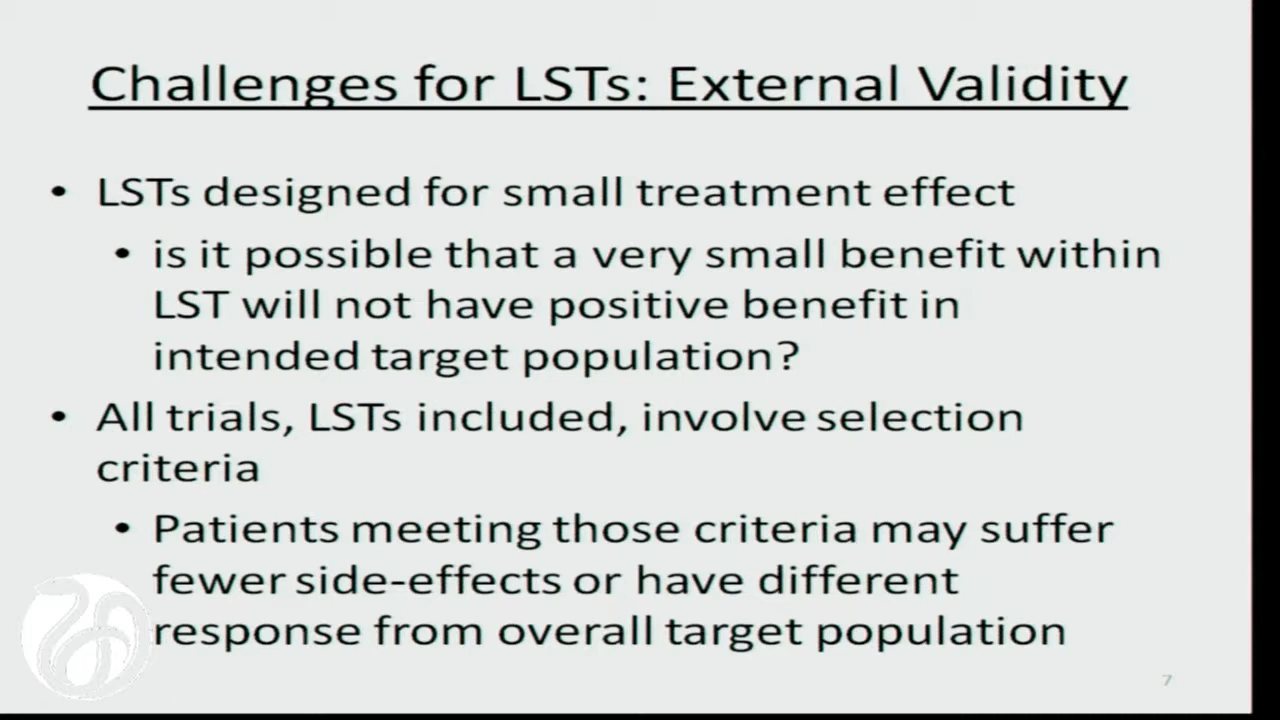 Challenges for LSTs: External Validity
• LSTs designed for small treatment effect
• is it possible that a very small benefit within
LST will not have positive benefit in
intended target population?
• All trials, LSTs included, involve selection
criteria
• Patients meeting those criteria may suffer
fewer side-effects or have different
response from overall target population
7